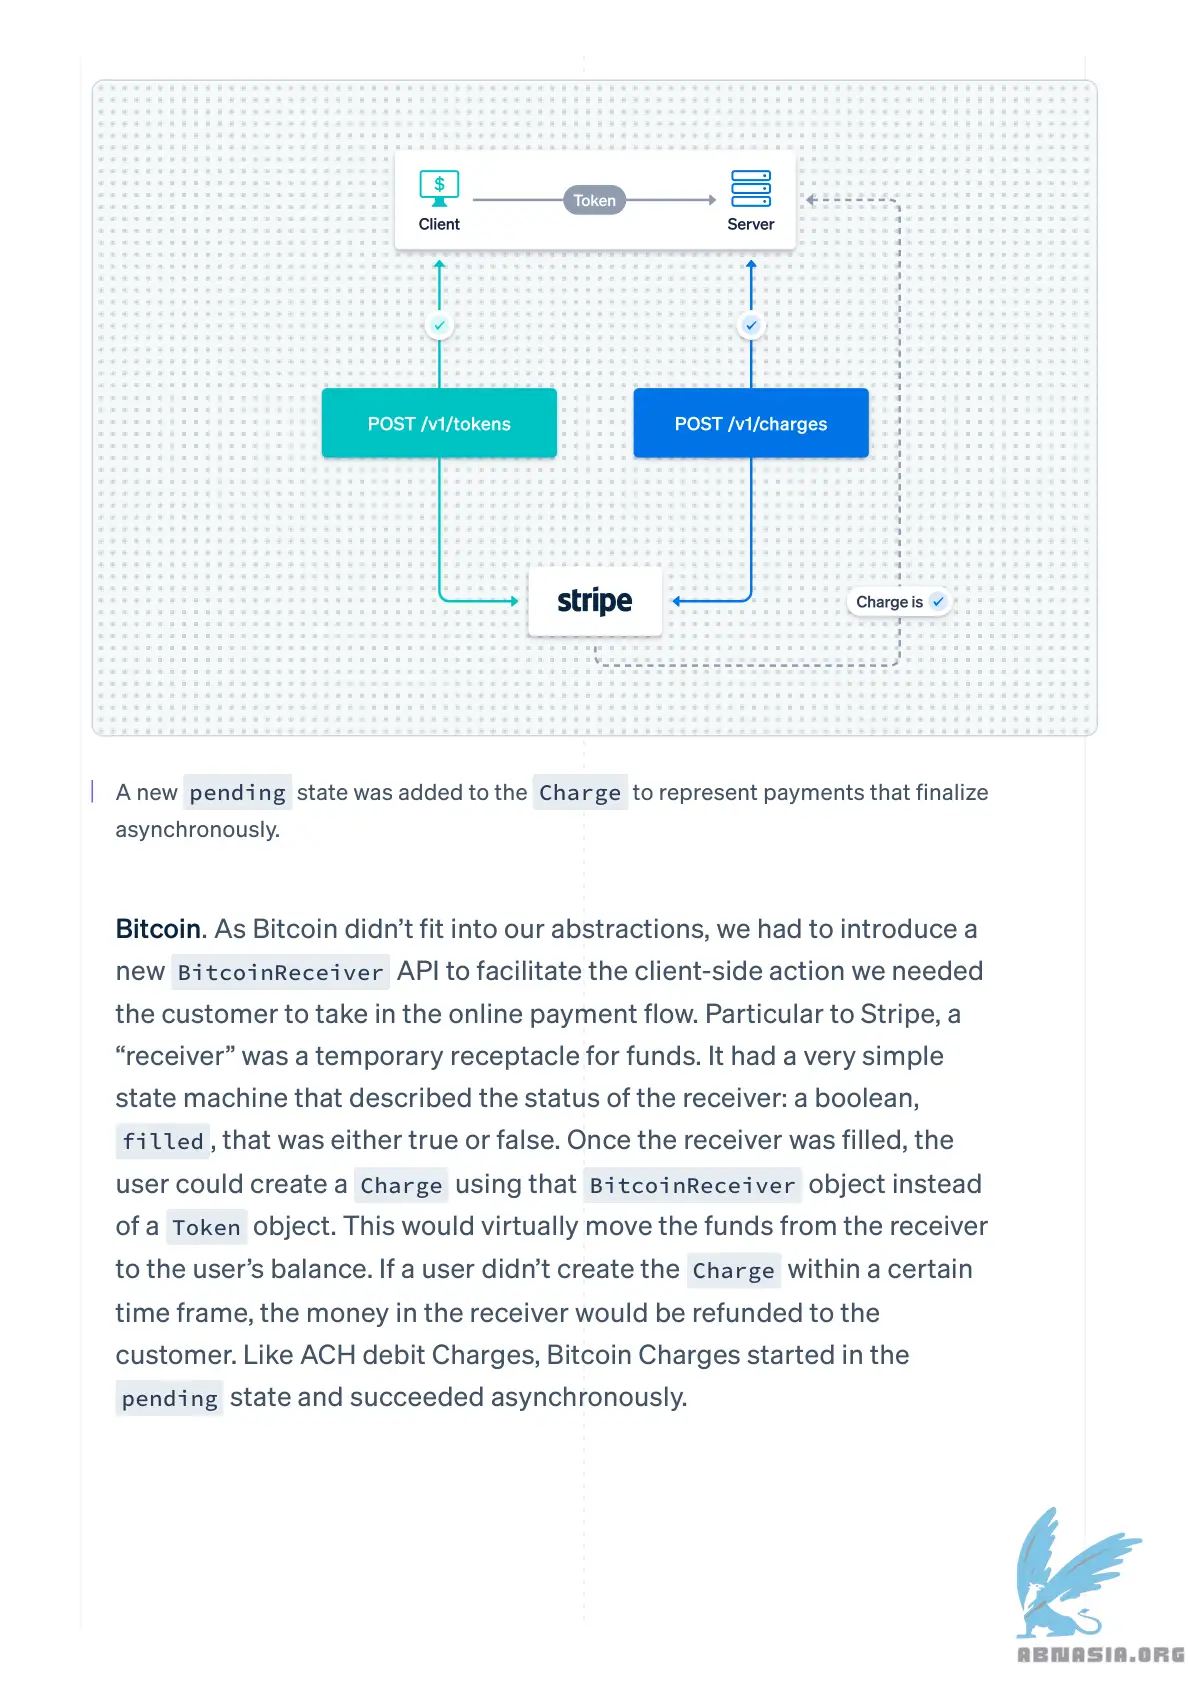 $
Token
Client
Server
POST /v1/tokens
POST /v1/charges
stripe
Charge is
A new pending state was added to the Charge to represent payments that finalize
asynchronously.
Bitcoin. As Bitcoin didn’t fit into our abstractions, we had to introduce a
new BitcoinReceiver API to facilitate the client-side action we needed
the customer to take in the online payment flow. Particular to Stripe, a
“receiver” was a temporary receptacle for funds. It had a very simple
state machine that described the status of the receiver: a boolean,
filled, that was either true or false. Once the receiver was filled, the
user could create a Charge using that BitcoinReceiver object instead
of a Token object. This would virtually move the funds from the receiver
to the user’s balance. If a user didn’t create the Charge within a certain
time frame, the money in the receiver would be refunded to the
customer. Like ACH debit Charges, Bitcoin Charges started in the
pending state and succeeded asynchronously.
ABNASIA.ORG